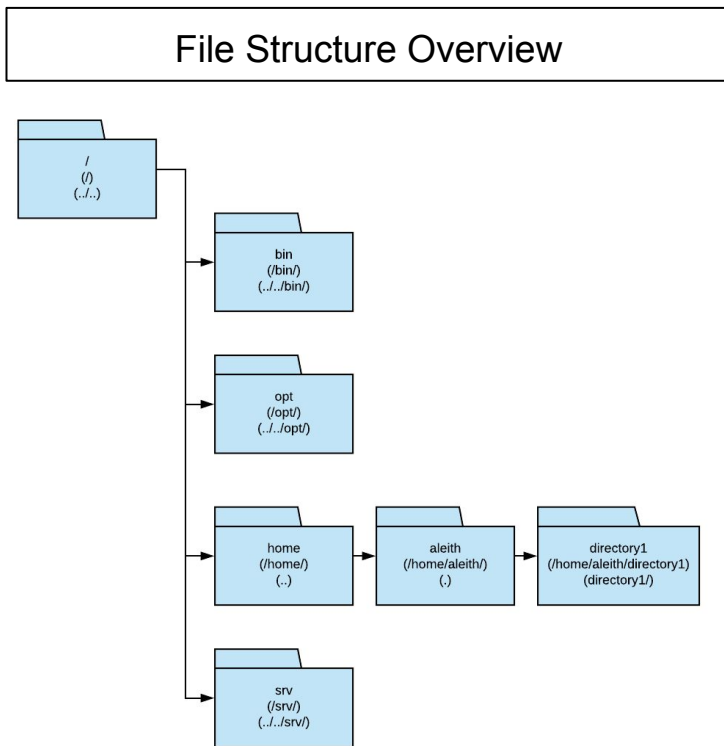 File Structure Overview
/
(/)
(../..)
bin
(/bin/)
(../../bin/)
opt
(/opt/)
(../../opt/)
home
(/home/)
(..)
aleith
(/home/aleith/)
(.)
directory1
(/home/aleith/directory1)
(directory1/)
srv
(/srv/)
(../../srv/)